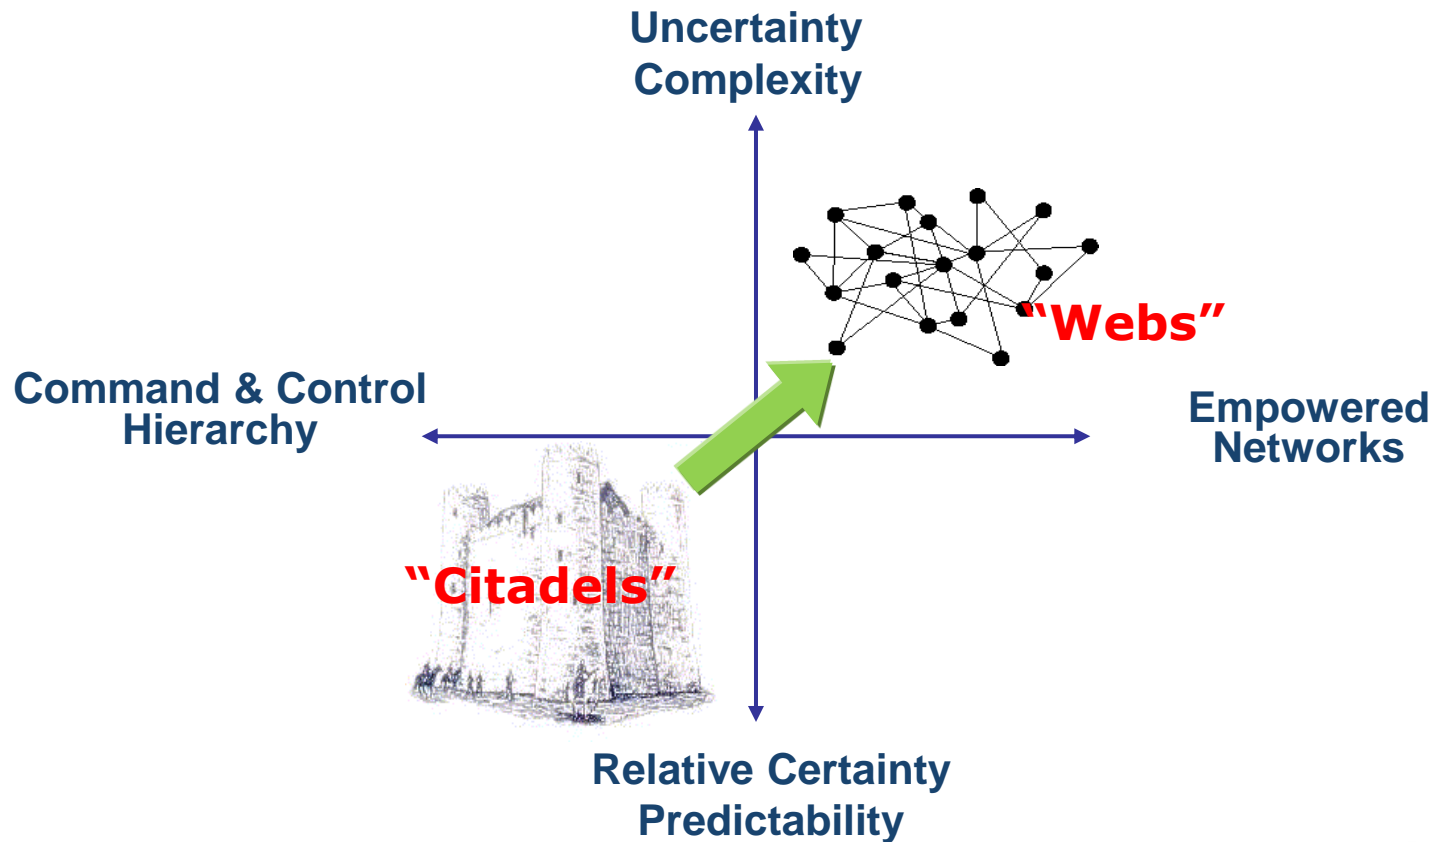 Uncertainty
Complexity
“Webs”
Command & Control
Hierarchy
Empowered
Networks
“Citadels”
Relative Certainty
Predictability